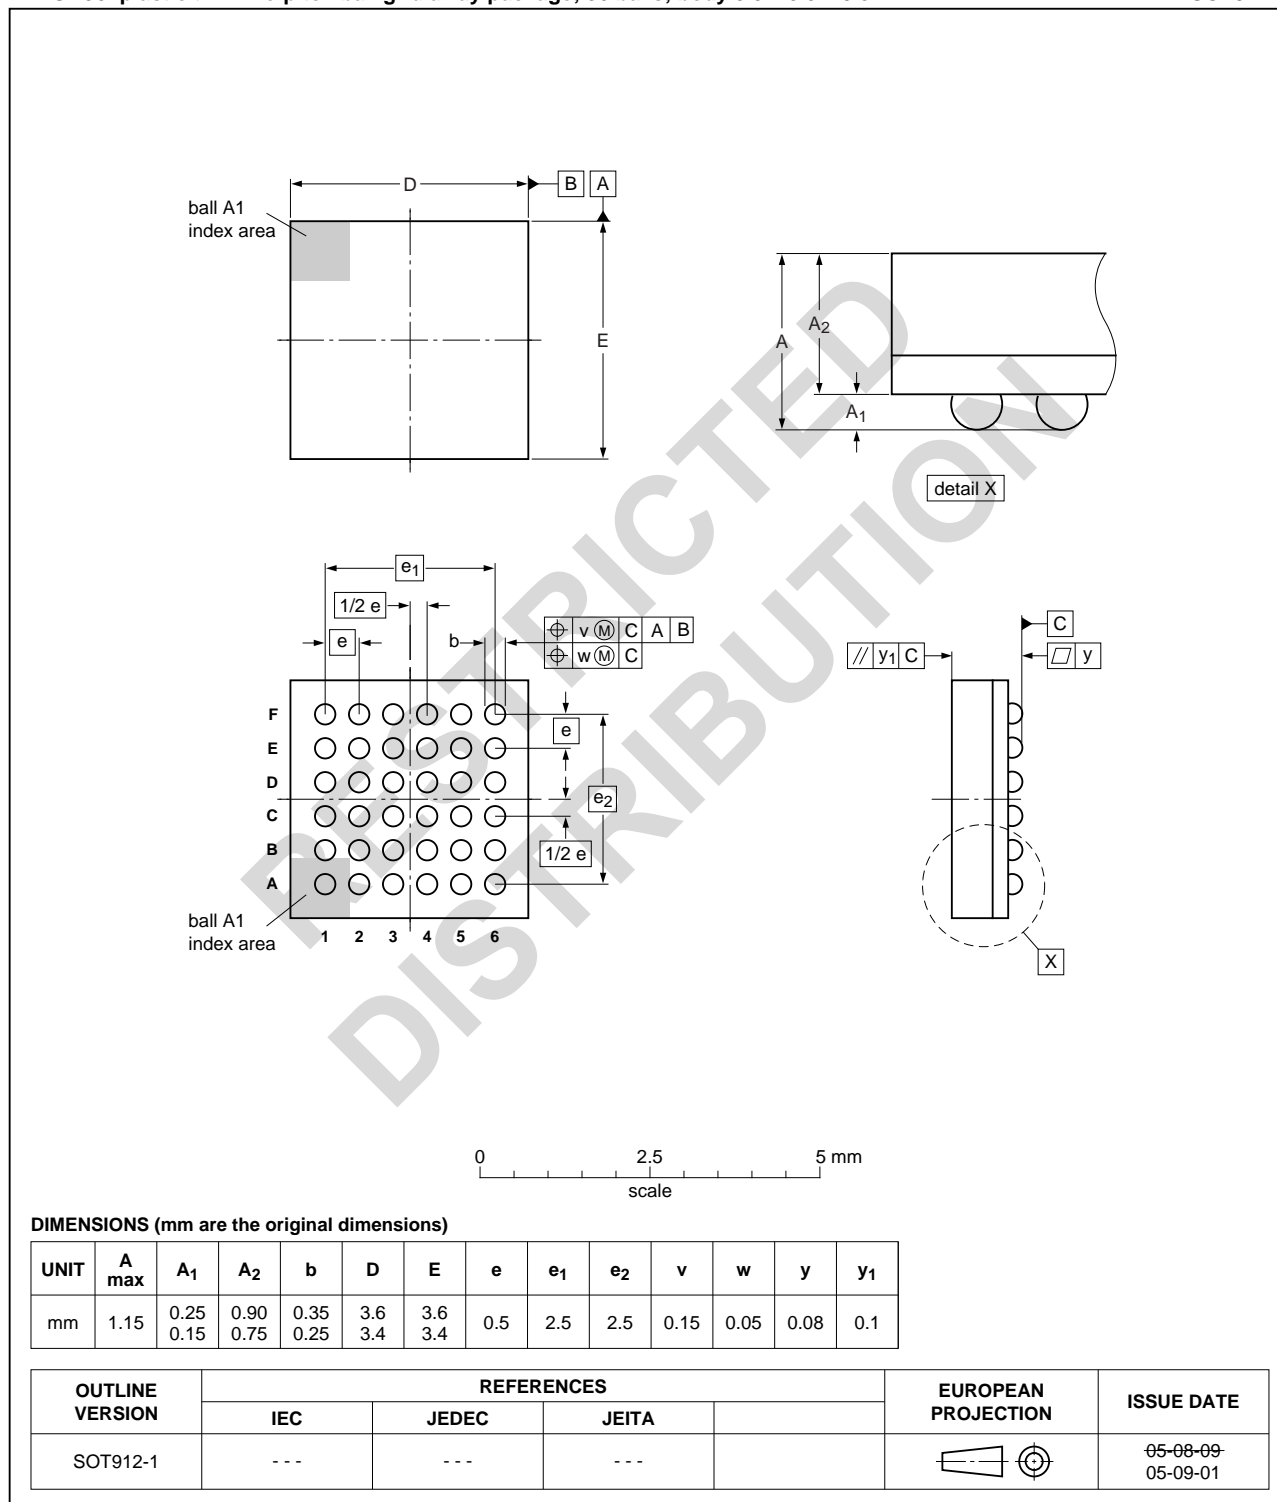 D
B A
ball A1
index area
E
A
A2
A1
detail X
RESTRICTED
DISTRIBUTION
e1
1/2 e
e
b
v M C A B
w M C
F
E
D
C
B
A
e
e2
1/2 e
ball A1
index area
1 2 3 4 5 6
C
// y1 C
y
X
0 2.5 5 mm
scale
DIMENSIONS (mm are the original dimensions)
UNIT A max A1 A2 b D E e e1 e2 v w y y1
mm 1.15 0.25 0.15 0.90 0.75 0.35 0.25 3.6 3.4 3.6 3.4 0.5 2.5 2.5 0.15 0.05 0.08 0.1
OUTLINE VERSION REFERENCES EUROPEAN PROJECTION ISSUE DATE
IEC JEDEC JEITA
SOT912-1 - - - - - - - - - 05-08-09
05-09-01